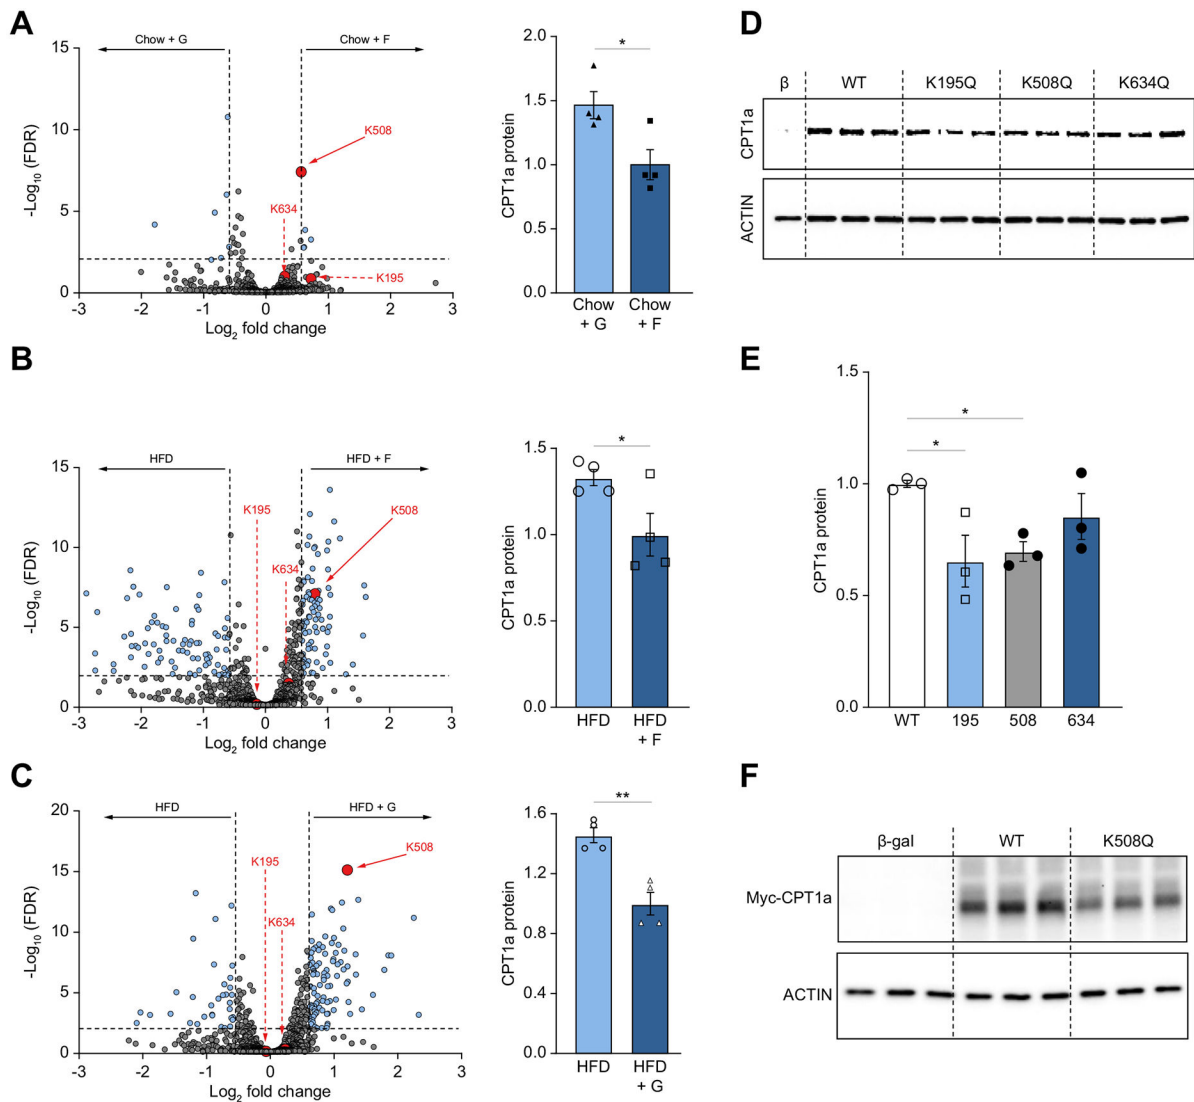 A
Chow + G
Chow + F
15
10
5
0
-Log10 (FDR)
K508
K634
K195
-3
-2
-1
0
1
2
3
Log2 fold change
*
2.0
1.5
1.0
0.5
0
CPT1a protein
Chow
+ G
Chow
+ F
B
HFD
HFD + F
15
10
5
0
-Log10 (FDR)
K195
K508
K634
-3
-2
-1
0
1
2
3
Log2 fold change
*
1.5
1.0
0.5
0.0
CPT1a protein
HFD
HFD
+ F
C
HFD
HFD + G
20
15
10
5
0
-Log10 (FDR)
K195
K508
K634
-3
-2
-1
0
1
2
3
Log2 fold change
**
1.6
1.2
0.8
0.4
0.0
CPT1a protein
HFD
HFD
+ G
D
β
WT
K195Q
K508Q
K634Q
CPT1a
ACTIN
E
1.5
1.0
0.5
0.0
CPT1a protein
*
*
WT
195
508
634
F
β-gal
WT
K508Q
Myc-CPT1a
ACTIN